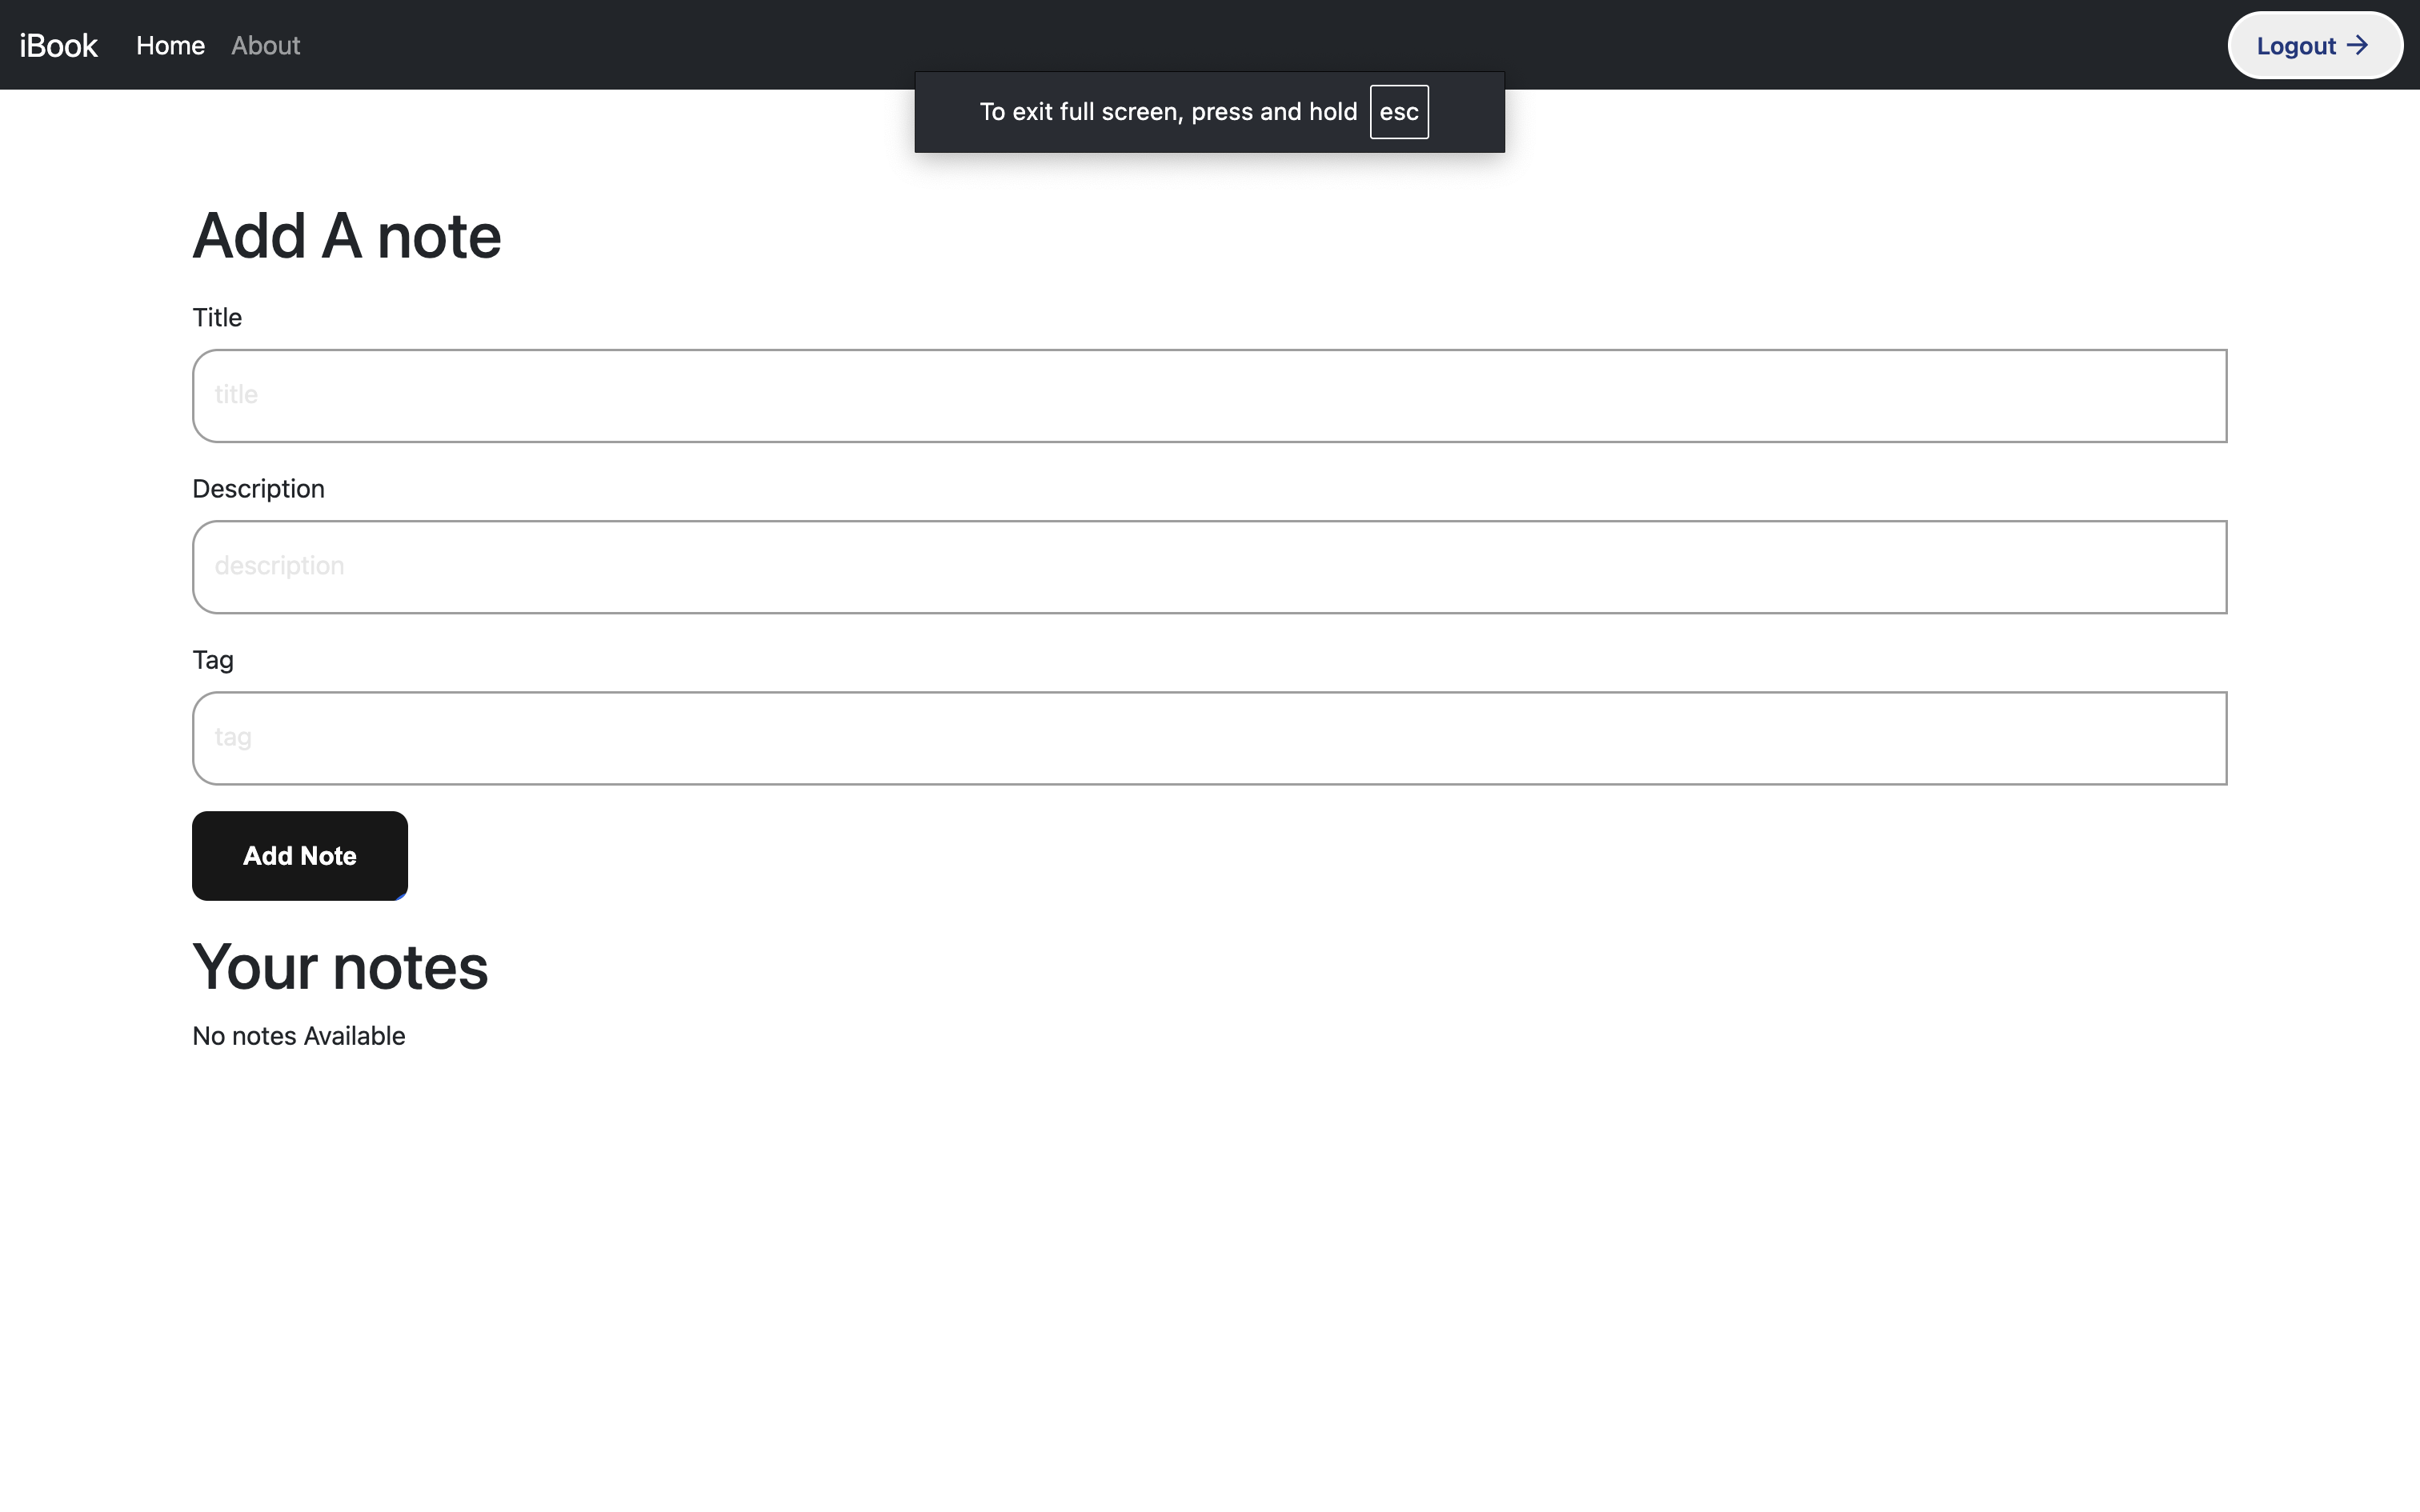 iBook Home About Logout →
To exit full screen, press and hold esc
Add A note
Title
title
Description
description
Tag
tag
Add Note
Your notes
No notes Available